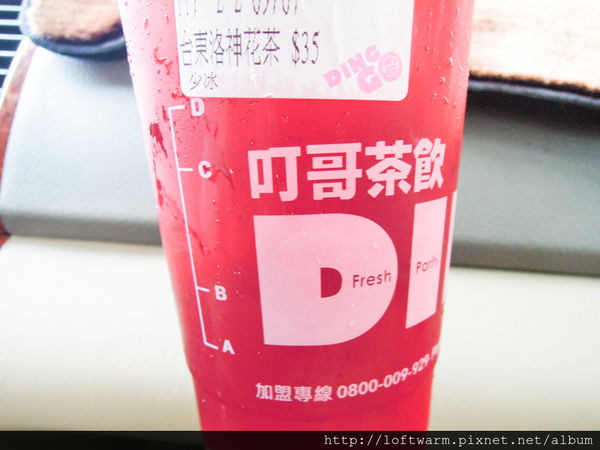 台東洛神花茶 $35
少冰
DING
GO
D
C
B
A
叮哥茶飲
DI
Fresh
加盟專線 0800-009-929
http://loftwarm.pixnet.net/album